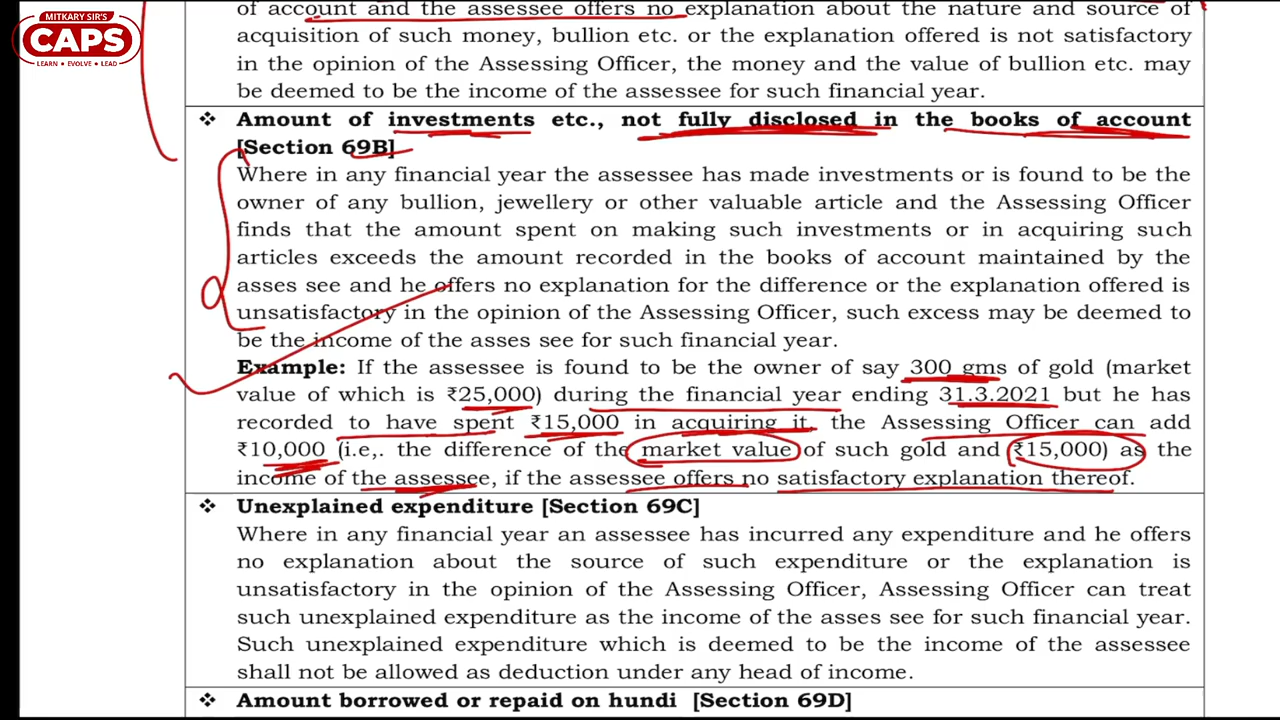 MITKARY SIR'S
CAPS
LEARN • EVOLVE • LEAD
of account and the assessee offers no explanation about the nature and source of
acquisition of such money, bullion etc. or the explanation offered is not satisfactory
in the opinion of the Assessing Officer, the money and the value of bullion etc. may
be deemed to be the income of the assessee for such financial year.
❖ Amount of investments etc., not fully disclosed in the books of account
[Section 69B]
Where in any financial year the assessee has made investments or is found to be the
owner of any bullion, jewellery or other valuable article and the Assessing Officer
finds that the amount spent on making such investments or in acquiring such
articles exceeds the amount recorded in the books of account maintained by the
asses see and he offers no explanation for the difference or the explanation offered is
unsatisfactory in the opinion of the Assessing Officer, such excess may be deemed to
be the income of the asses see for such financial year.
Example: If the assessee is found to be the owner of say 300 gms of gold (market
value of which is ₹25,000) during the financial year ending 31.3.2021 but he has
recorded to have spent ₹15,000 in acquiring it, the Assessing Officer can add
₹10,000 (i.e,. the difference of the market value of such gold and ₹15,000) as the
income of the assessee, if the assessee offers no satisfactory explanation thereof.
❖ Unexplained expenditure [Section 69C]
Where in any financial year an assessee has incurred any expenditure and he offers
no explanation about the source of such expenditure or the explanation is
unsatisfactory in the opinion of the Assessing Officer, Assessing Officer can treat
such unexplained expenditure as the income of the asses see for such financial year.
Such unexplained expenditure which is deemed to be the income of the assessee
shall not be allowed as deduction under any head of income.
❖ Amount borrowed or repaid on hundi [Section 69D]